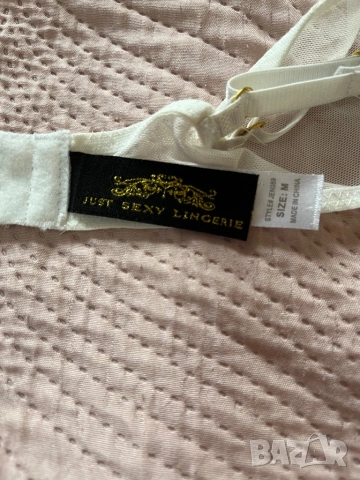 JUST SEXY LINGERIE
SIZE: M
MADE IN CHINA
BAZAR